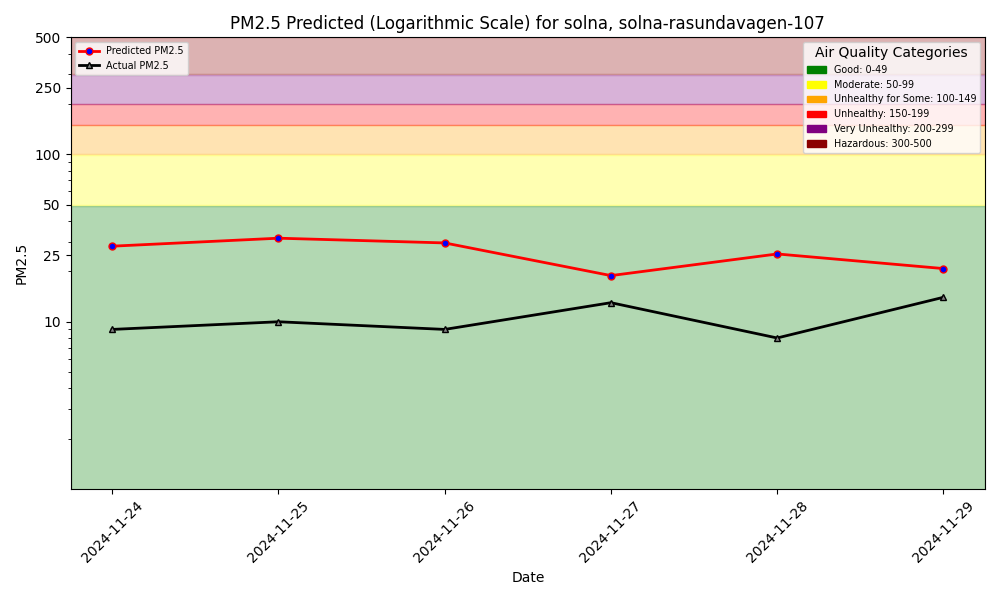 PM2.5 Predicted (Logarithmic Scale) for solna, solna-rasundavagen-107
Predicted PM2.5
Actual PM2.5
Air Quality Categories
Good: 0-49
Moderate: 50-99
Unhealthy for Some: 100-149
Unhealthy: 150-199
Very Unhealthy: 200-299
Hazardous: 300-500
500
250
100
50
25
10
PM2.5
2024-11-24
2024-11-25
2024-11-26
2024-11-27
2024-11-28
2024-11-29
Date